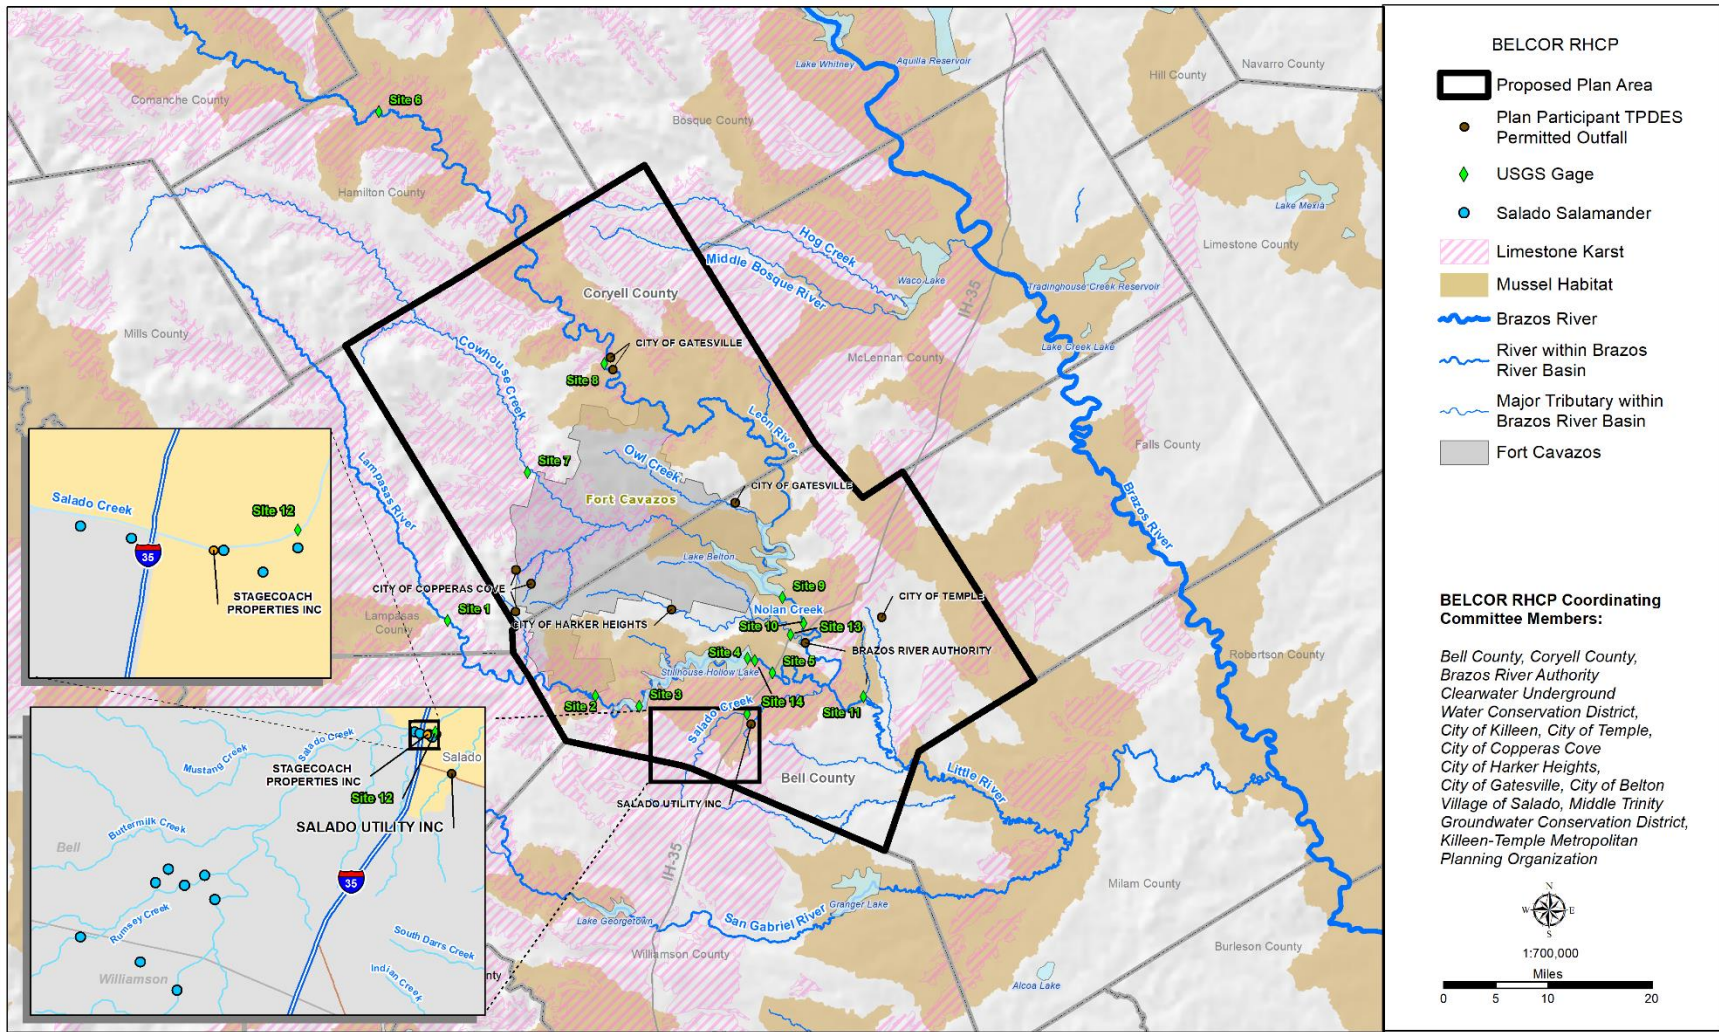 Comanche County
Site 6
Hamilton County
Bosque County
Lake Whitney
Aquilla Reservoir
Hill County
Navarro County
Lake Mexia
Limestone County
Hog Creek
Middle Bosque River
Waco Lake
Tradinghouse Creek Reservoir
IH-35
Coryell County
Mills County
Cowhouse Creek
CITY OF GATESVILLE
Site 8
McLennan County
Lake Creek Lake
Leon River
Falls County
Site 7
Owl Creek
CITY OF GATESVILLE
Fort Cavazos
Lampasas River
Brazos River
Lake Belton
CITY OF COPPERAS COVE
Site 1
Site 9
Nolan Creek
CITY OF TEMPLE
Lampasas
County
CITY OF HARKER HEIGHTS
Site 10
Site 13
BRAZOS RIVER AUTHORITY
Site 4
Site 5
Stillhouse Hollow Lake
Robertson County
Site 2
Site 3
Site 14
Site 11
Salado Creek
Bell County
Little River
SALADO UTILITY INC
IH-35
Milam County
Granger Lake
San Gabriel River
Lake Georgetown
Williamson County
Burleson County
Alcoa Lake
nty
Salado Creek
35
Site 12
STAGECOACH
PROPERTIES INC
Salado Creek
Mustang Creek
STAGECOACH
PROPERTIES INC
Salado
Site 12
SALADO UTILITY INC
Buttermilk Creek
Bell
35
Rumsey Creek
South Darrs Creek
Indian Creek
Williamson
BELCOR RHCP
Proposed Plan Area
Plan Participant TPDES
Permitted Outfall
USGS Gage
Salado Salamander
Limestone Karst
Mussel Habitat
Brazos River
River within Brazos
River Basin
Major Tributary within
Brazos River Basin
Fort Cavazos
BELCOR RHCP Coordinating
Committee Members:
Bell County, Coryell County,
Brazos River Authority
Clearwater Underground
Water Conservation District,
City of Killeen, City of Temple,
City of Copperas Cove
City of Harker Heights,
City of Gatesville, City of Belton
Village of Salado, Middle Trinity
Groundwater Conservation District,
Killeen-Temple Metropolitan
Planning Organization
N
W E
S
1:700,000
Miles
0 5 10 20